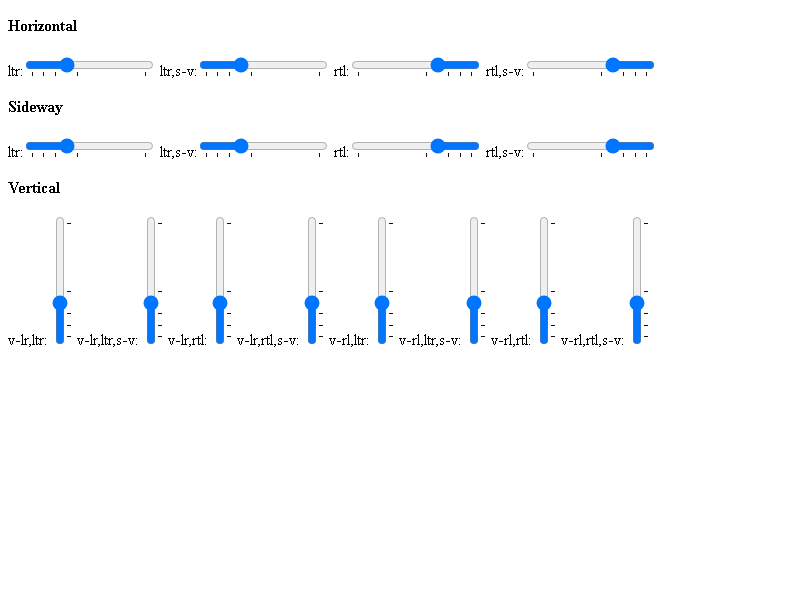 Horizontal
ltr: ltr,s-v: rtl: rtl,s-v:
Sideway
ltr: ltr,s-v: rtl: rtl,s-v:
Vertical
v-lr,ltr: v-lr,ltr,s-v: v-lr,rtl: v-lr,rtl,s-v: v-rl,ltr: v-rl,ltr,s-v: v-rl,rtl: v-rl,rtl,s-v: